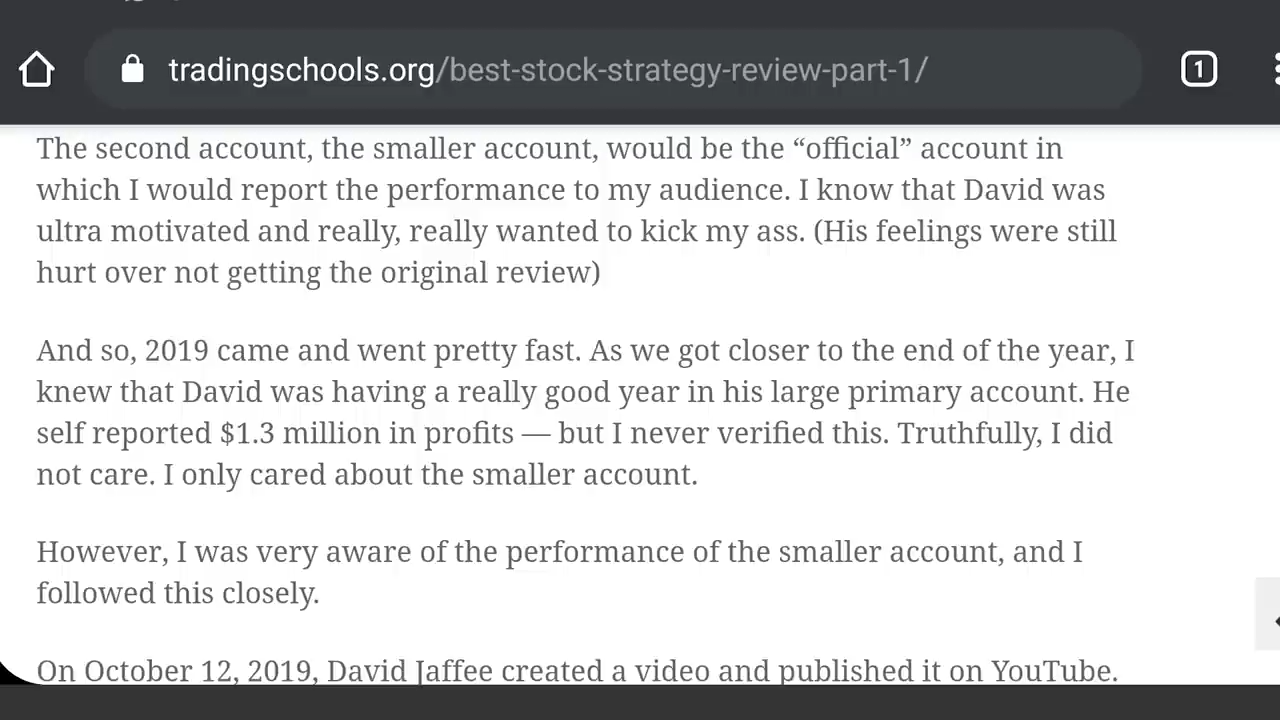 tradingschools.org/best-stock-strategy-review-part-1/
1
The second account, the smaller account, would be the “official” account in
which I would report the performance to my audience. I know that David was
ultra motivated and really, really wanted to kick my ass. (His feelings were still
hurt over not getting the original review)
And so, 2019 came and went pretty fast. As we got closer to the end of the year, I
knew that David was having a really good year in his large primary account. He
self reported $1.3 million in profits — but I never verified this. Truthfully, I did
not care. I only cared about the smaller account.
However, I was very aware of the performance of the smaller account, and I
followed this closely.
On October 12, 2019, David Jaffee created a video and published it on YouTube.